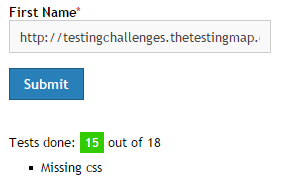 First Name*
http://testingchallenges.thetestingmap.
Submit
Tests done: 15 out of 18
Missing css